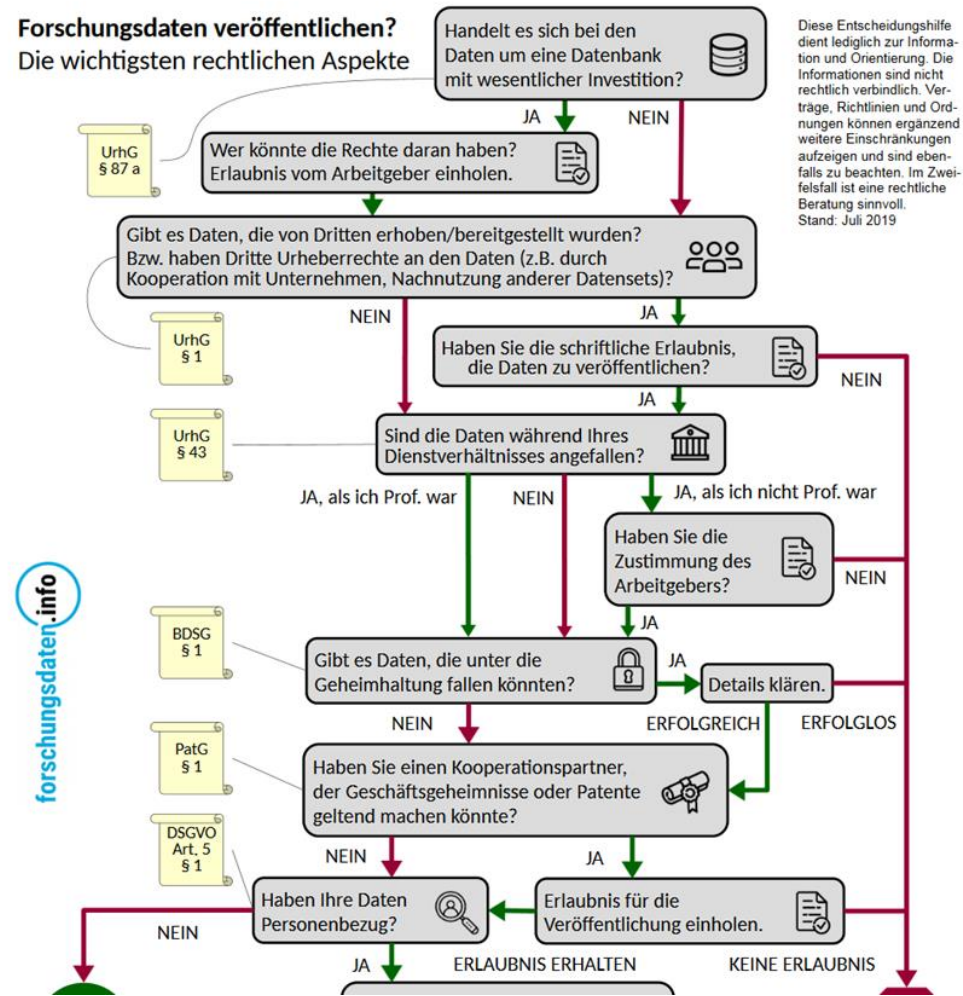 Forschungsdaten veröffentlichen?
Die wichtigsten rechtlichen Aspekte
Handelt es sich bei den
Daten um eine Datenbank
mit wesentlicher Investition?
Diese Entscheidungshilfe
dient lediglich zur Informa-
tion und Orientierung. Die
Informationen sind nicht
rechtlich verbindlich. Ver-
träge, Richtlinien und Ord-
nungen können ergänzend
weitere Einschränkungen
aufzeigen und sind eben-
falls zu beachten. Im Zwei-
felsfall ist eine rechtliche
Beratung sinnvoll.
Stand: Juli 2019
JA
NEIN
UrhG
§ 87 a
Wer könnte die Rechte daran haben?
Erlaubnis vom Arbeitgeber einholen.
Gibt es Daten, die von Dritten erhoben/bereitgestellt wurden?
Bzw. haben Dritte Urheberrechte an den Daten (z.B. durch
Kooperation mit Unternehmen, Nachnutzung anderer Datensets)?
NEIN
JA
UrhG
§ 1
Haben Sie die schriftliche Erlaubnis,
die Daten zu veröffentlichen?
NEIN
JA
UrhG
§ 43
Sind die Daten während Ihres
Dienstverhältnisses angefallen?
JA, als ich Prof. war
NEIN
JA, als ich nicht Prof. war
Haben Sie die
Zustimmung des
Arbeitgebers?
NEIN
JA
forschungsdaten.info
BDSG
§ 1
Gibt es Daten, die unter die
Geheimhaltung fallen könnten?
JA
Details klären.
NEIN
ERFOLGREICH
ERFOLGLOS
PatG
§ 1
Haben Sie einen Kooperationspartner,
der Geschäftsgeheimnisse oder Patente
geltend machen könnte?
NEIN
JA
DSGVO
Art. 5
§ 1
Haben Ihre Daten
Personenbezug?
Erlaubnis für die
Veröffentlichung einholen.
NEIN
JA
ERLAUBNIS ERHALTEN
KEINE ERLAUBNIS